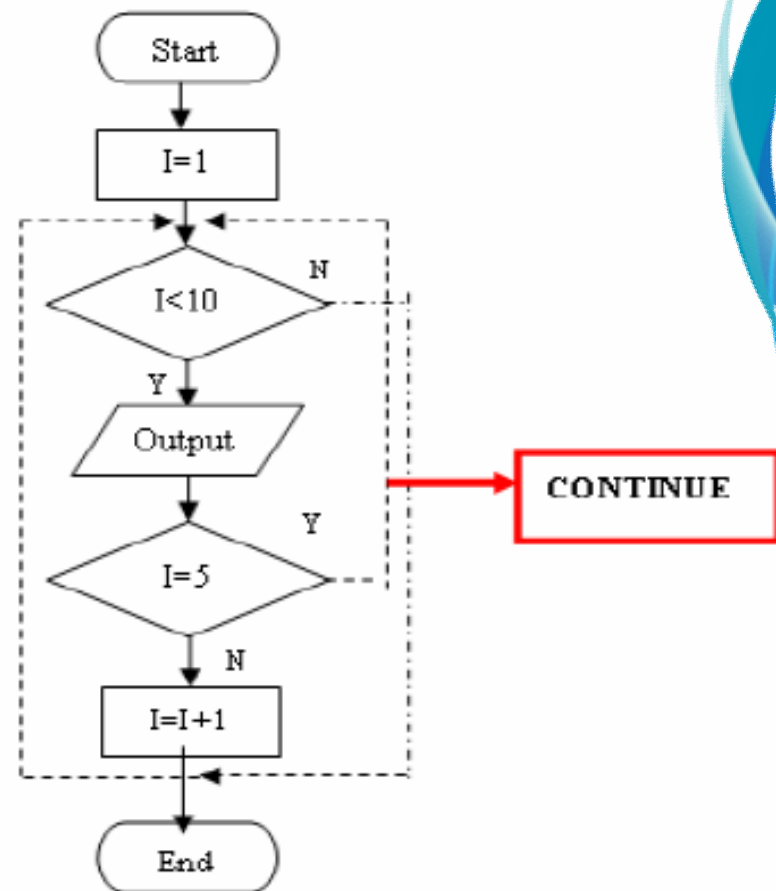 Start
I=1
N
I<10
Y
Output
CONTINUE
Y
I=5
N
I=I+1
End